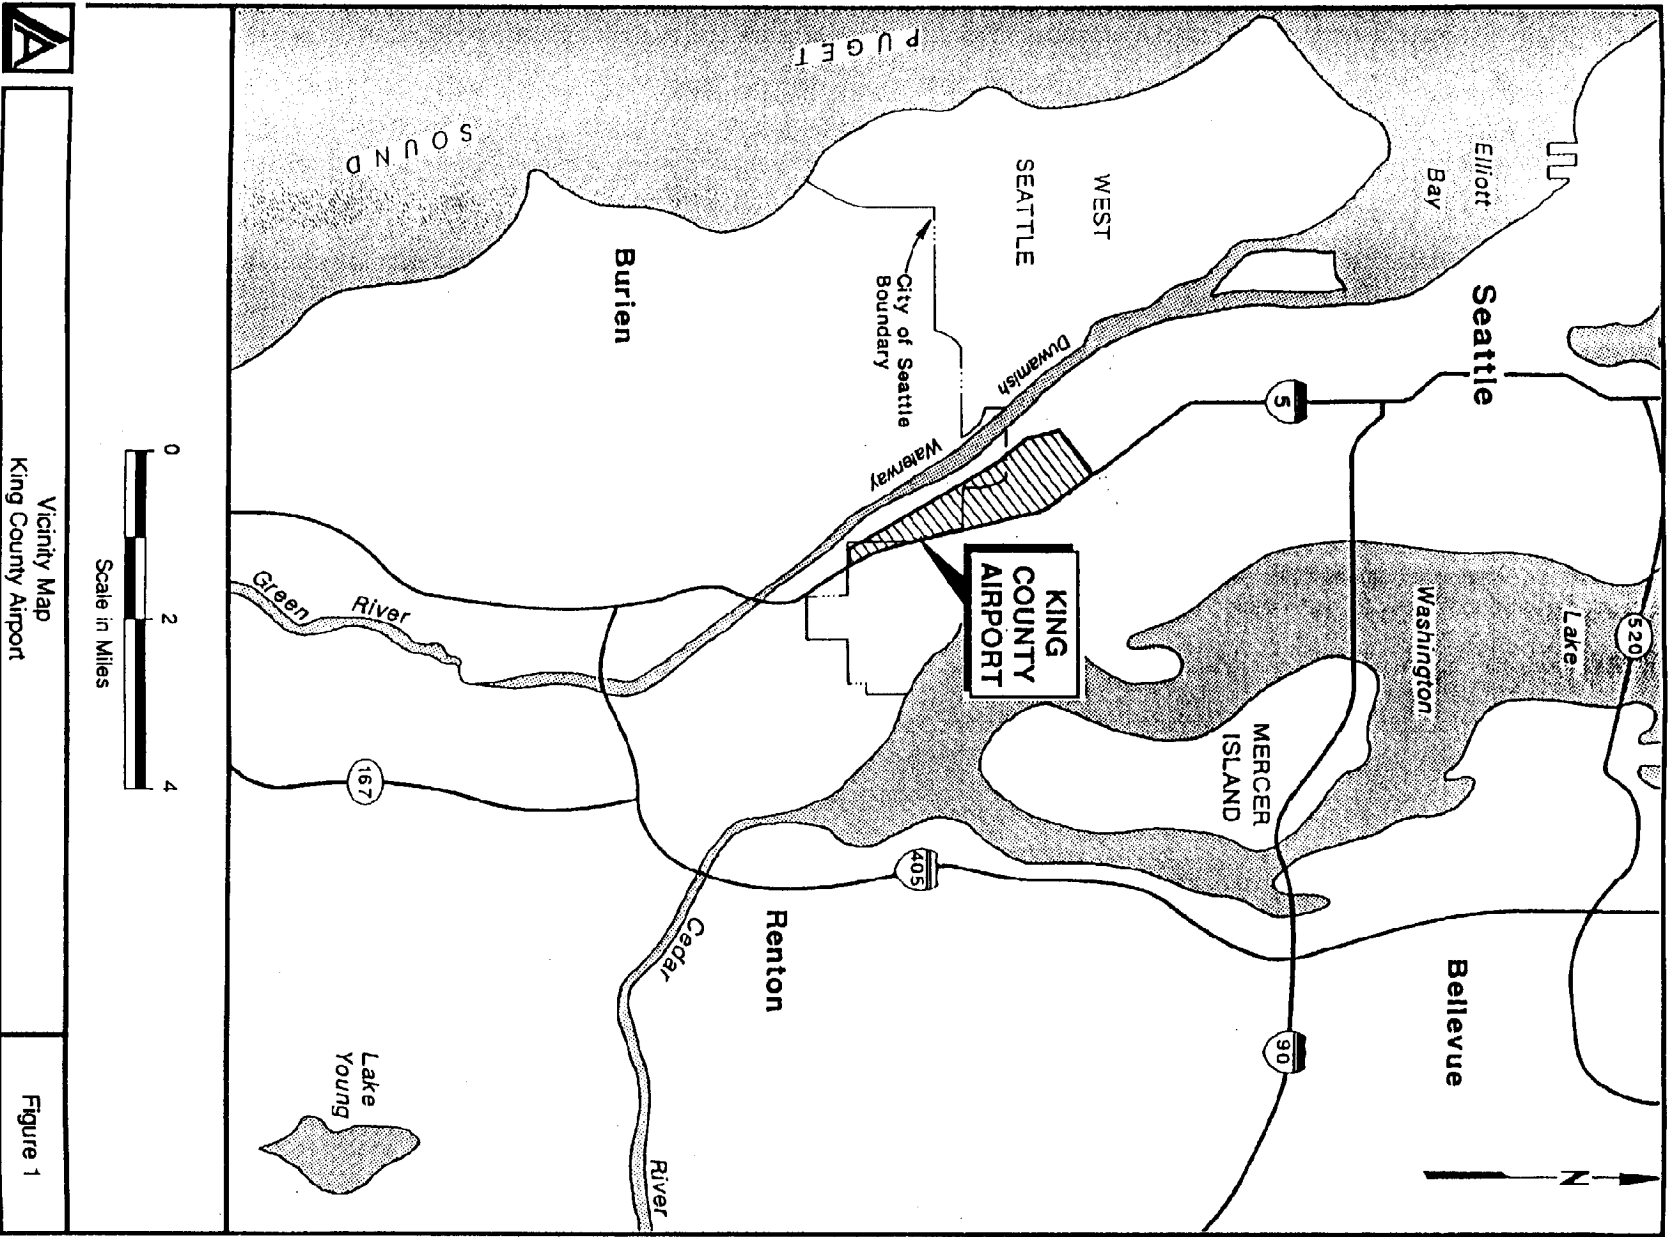 PUGET
SOUND
Elliott
Bay
WEST
SEATTLE
Seattle
Burien
City of Seattle
Boundary
Duwamish
Waterway
5
KING
COUNTY
AIRPORT
Lake
Washington
520
MERCER
ISLAND
Green
River
167
405
Renton
Bellevue
90
Cedar
River
Lake
Young
N
0
2
4
Scale in Miles
Vicinity Map
King County Airport
Figure 1